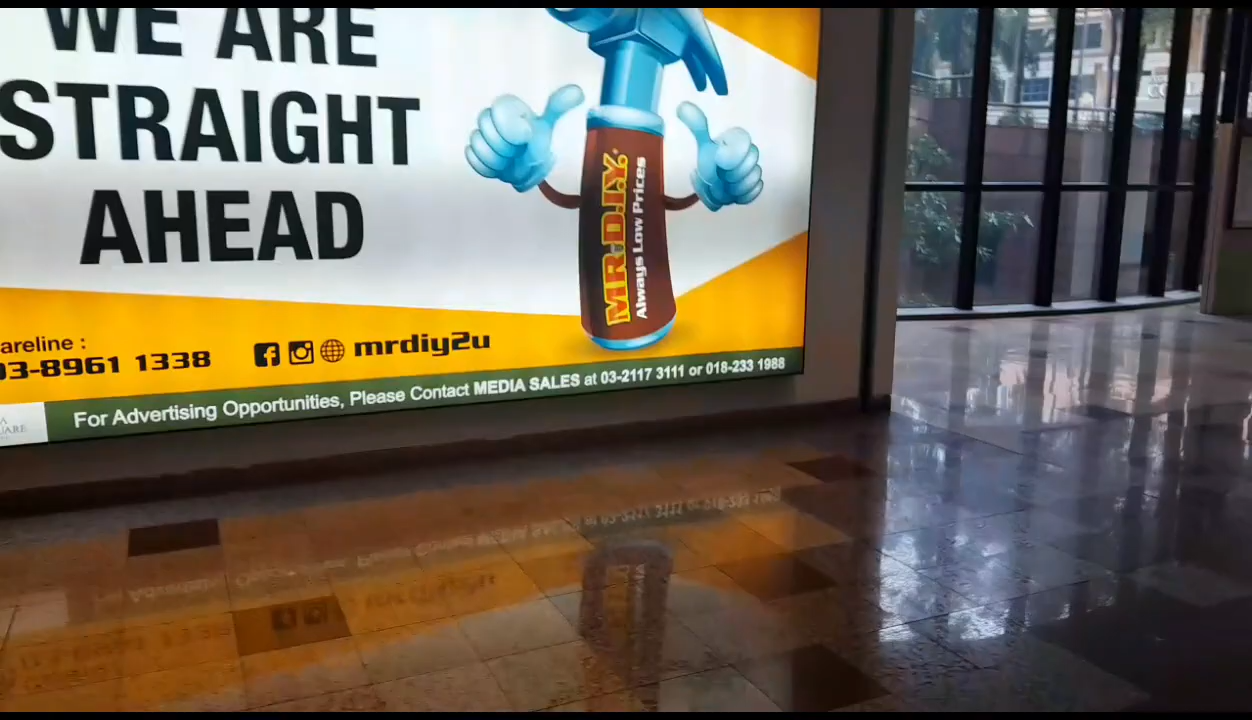 WE ARE
STRAIGHT
AHEAD
MR.D.I.Y.
Always Low Prices
areline :
03-8961 1338
mrdiy2u
For Advertising Opportunities, Please Contact MEDIA SALES at 03-2117 3111 or 018-233 1988